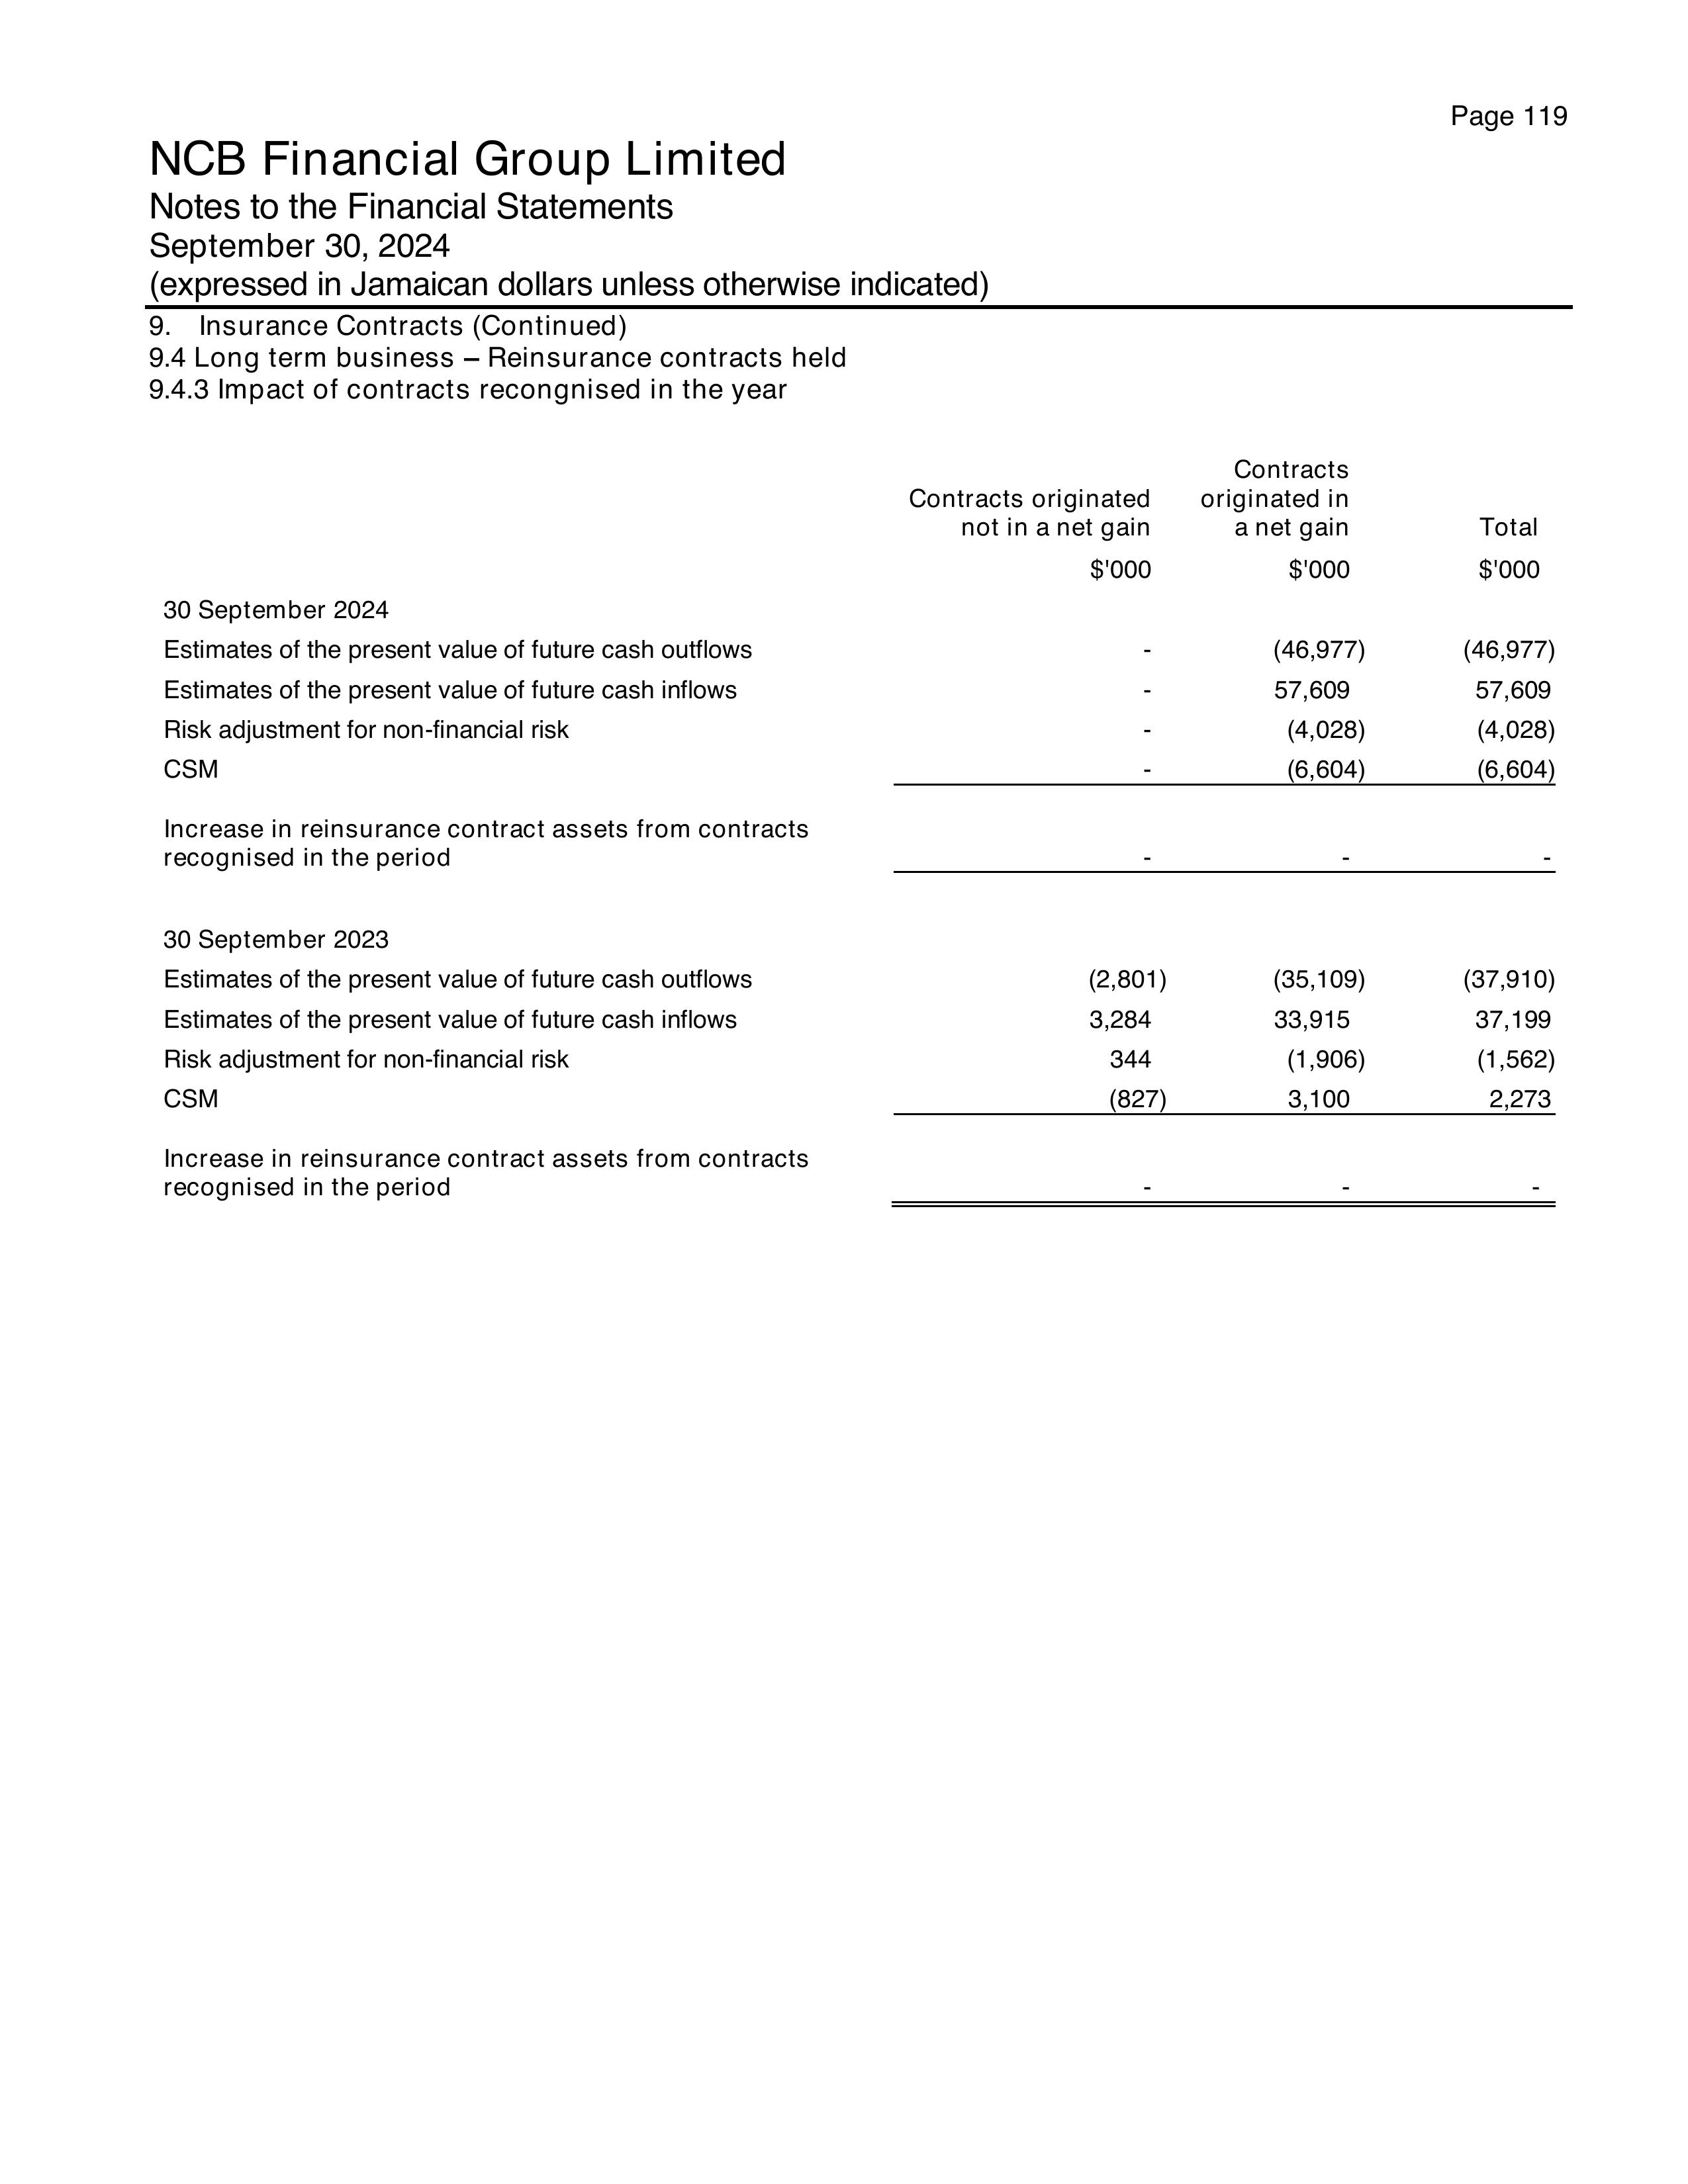 Page 119
NCB Financial Group Limited
Notes to the Financial Statements
September 30, 2024
(expressed in Jamaican dollars unless otherwise indicated)
9. Insurance Contracts (Continued)
9.4 Long term business – Reinsurance contracts held
9.4.3 Impact of contracts recongnised in the year
Contracts
Contracts originated originated in
not in a net gain a net gain Total
$'000 $'000 $'000
30 September 2024
Estimates of the present value of future cash outflows - (46,977) (46,977)
Estimates of the present value of future cash inflows - 57,609 57,609
Risk adjustment for non-financial risk - (4,028) (4,028)
CSM - (6,604) (6,604)
Increase in reinsurance contract assets from contracts
recognised in the period - - -
30 September 2023
Estimates of the present value of future cash outflows (2,801) (35,109) (37,910)
Estimates of the present value of future cash inflows 3,284 33,915 37,199
Risk adjustment for non-financial risk 344 (1,906) (1,562)
CSM (827) 3,100 2,273
Increase in reinsurance contract assets from contracts
recognised in the period - - -